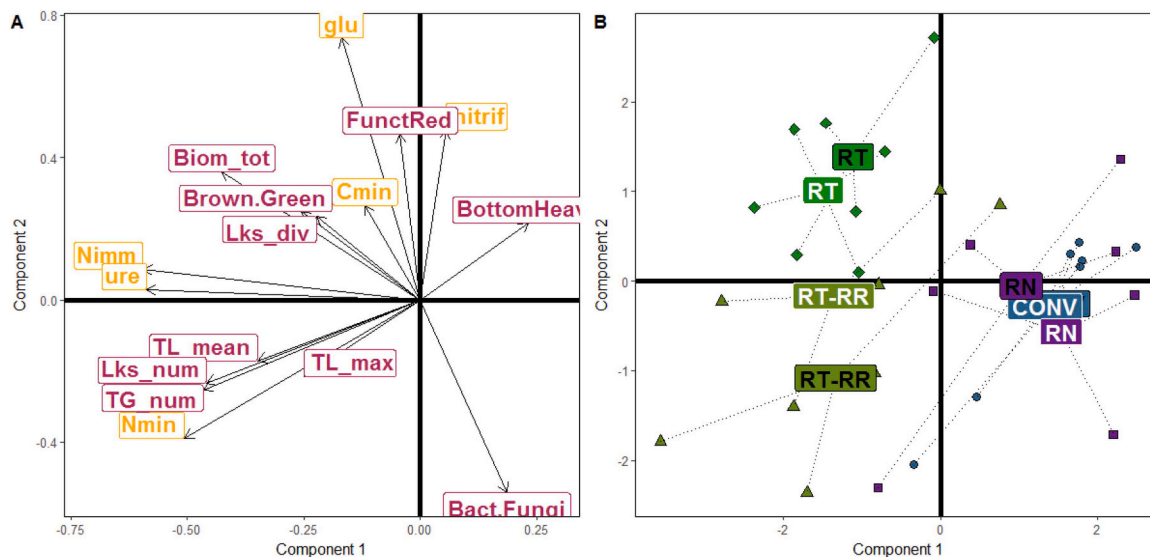 A
B
0.8
glu
FunctRed
nitrif
Biom_tot
0.4
Cmin
Brown.Green
BottomHeav
Lks_div
Nimm
ure
0.0
TL_mean
TL_max
Lks_num
TG_num
Nmin
-0.4
Bact.Fungi
-0.75
-0.50
-0.25
0.00
0.25
Component 1
Component 2
2
RT
1
RT
0
RN
RT-RR
CONV
RN
-1
RT-RR
-2
-2
0
2
Component 1
Component 2